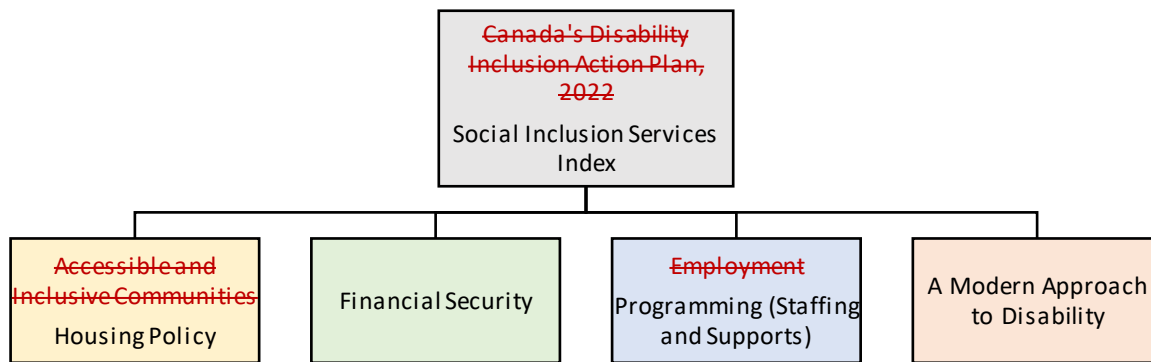 Canada's Disability
Inclusion Action Plan,
2022
Social Inclusion Services
Index
Accessible and
Inclusive Communities
Housing Policy
Financial Security
Employment
Programming (Staffing
and Supports)
A Modern Approach
to Disability